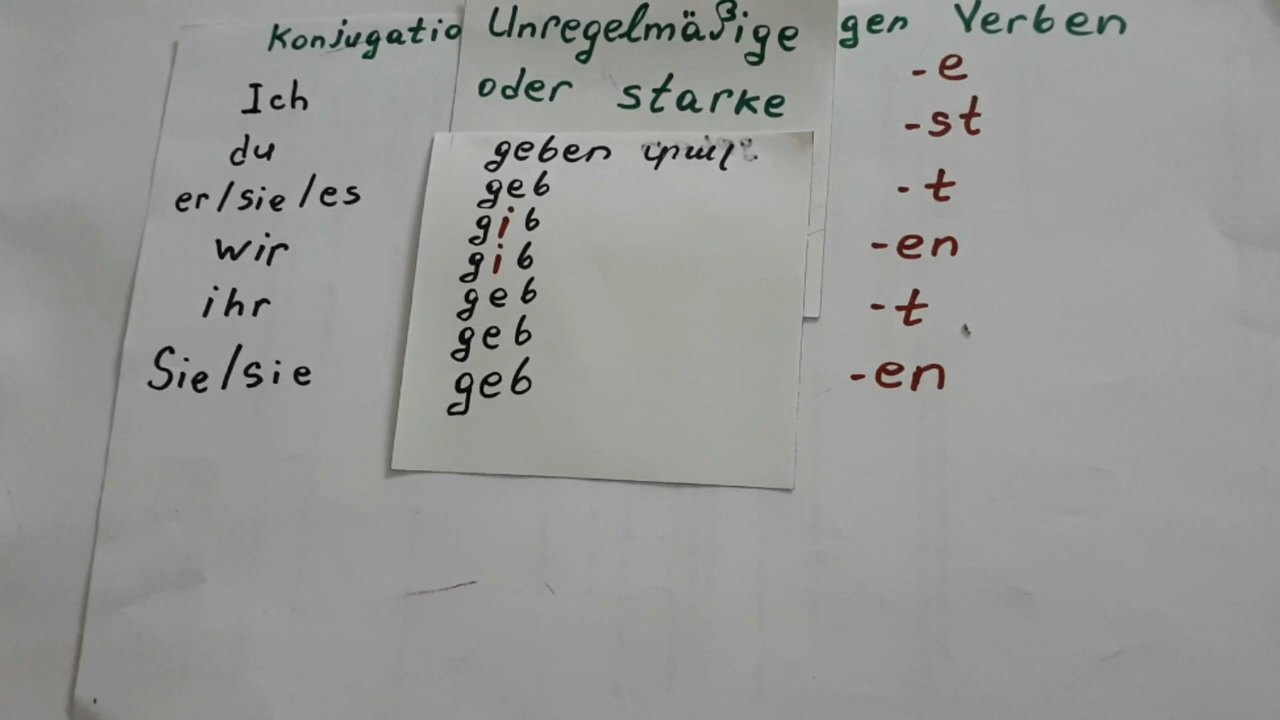 Konjugatio Unregelmäßige gen Verben
oder starke
-e
Ich
-st
du
geben տալ
er/sie/es geb -t
gib
wir gib -en
ihr geb -t
geb
Sie/sie geb -en